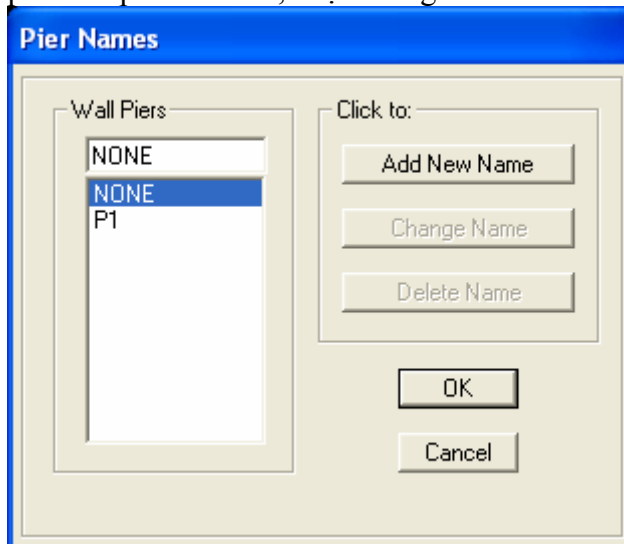 Pier Names
Wall Piers
NONE
NONE
P1
Click to:
Add New Name
Change Name
Delete Name
OK
Cancel